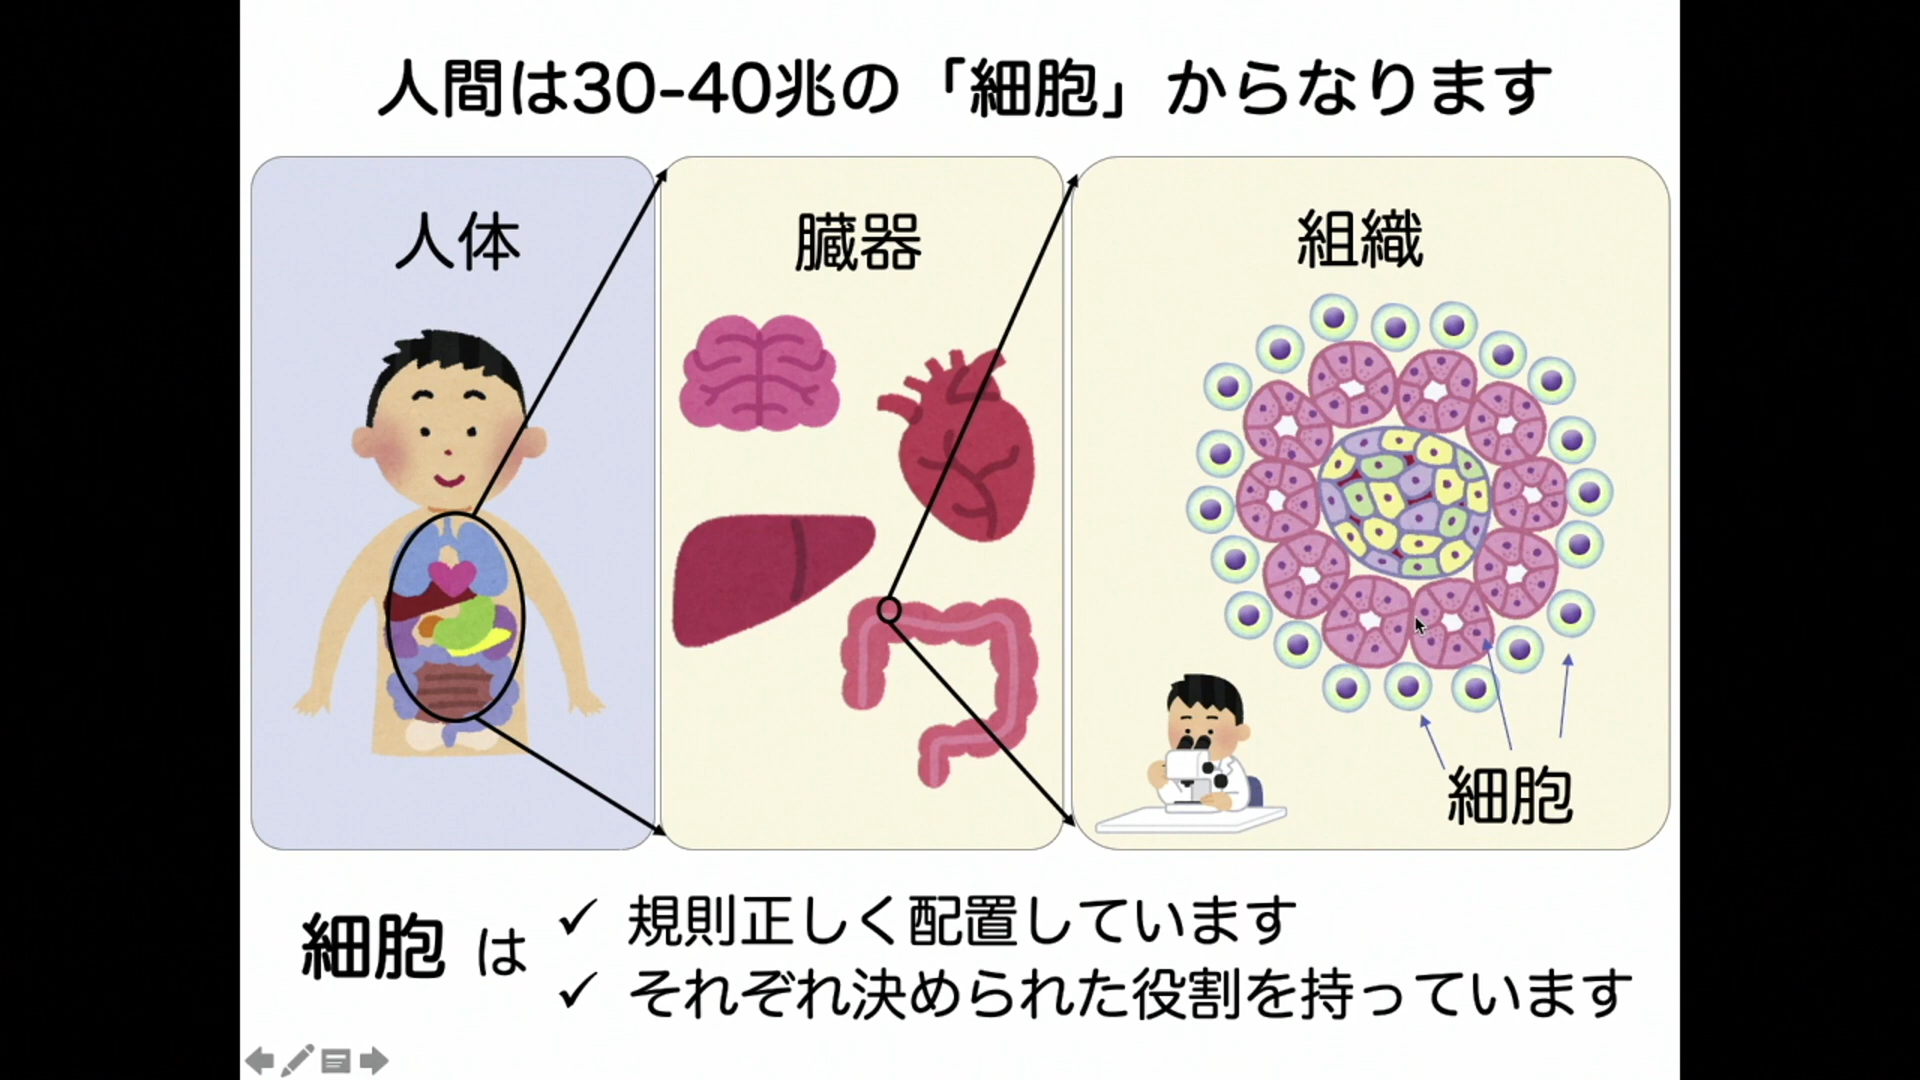 人間は30-40兆の「細胞」からなります
人体
臓器
組織
細胞
細胞 は
✓ 規則正しく配置しています
✓ それぞれ決められた役割を持っています